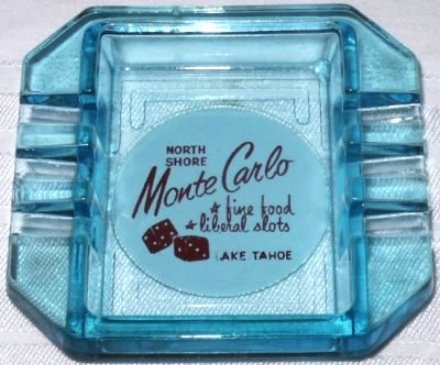 NORTH
SHORE
Monte Carlo
fine food
liberal slots
LAKE TAHOE